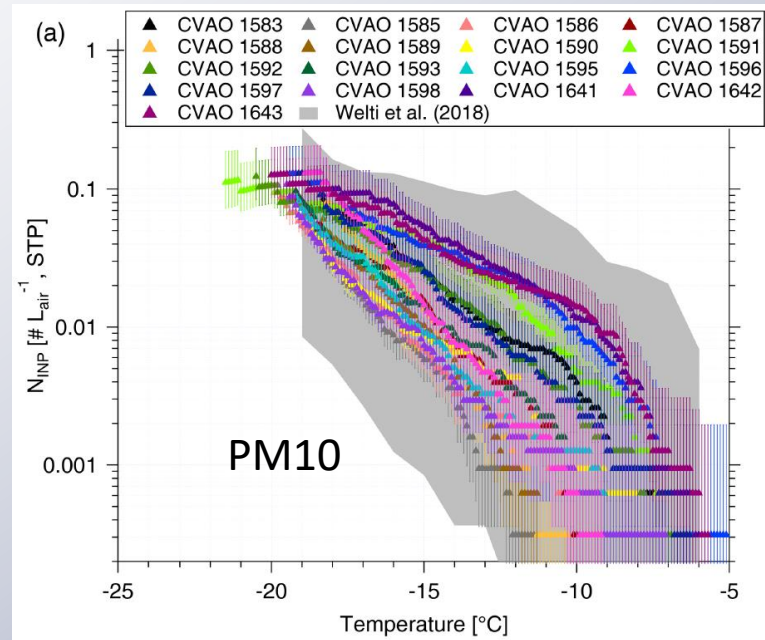 (a)
CVAO 1583 CVAO 1585 CVAO 1586 CVAO 1587
CVAO 1588 CVAO 1589 CVAO 1590 CVAO 1591
CVAO 1592 CVAO 1593 CVAO 1595 CVAO 1596
CVAO 1597 CVAO 1598 CVAO 1641 CVAO 1642
CVAO 1643 Welti et al. (2018)
1
0.1
0.01
0.001
N_INP [# L_air^-1, STP]
PM10
-25 -20 -15 -10 -5
Temperature [°C]